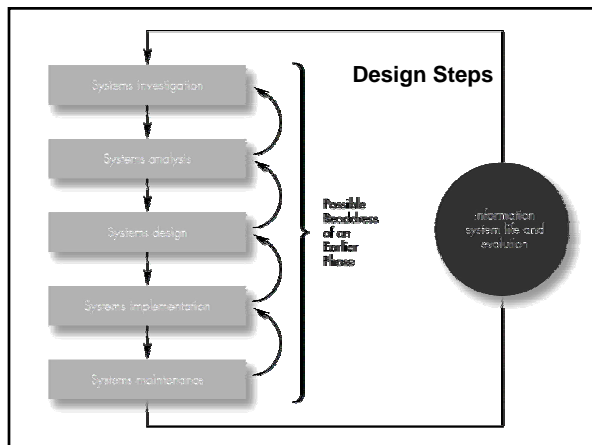 Design Steps
Systems investigation
Systems analysis
Systems design
Systems implementation
Systems maintenance
Possible
Readdress
of an
Earlier
Phase
Information
system life and
evolution